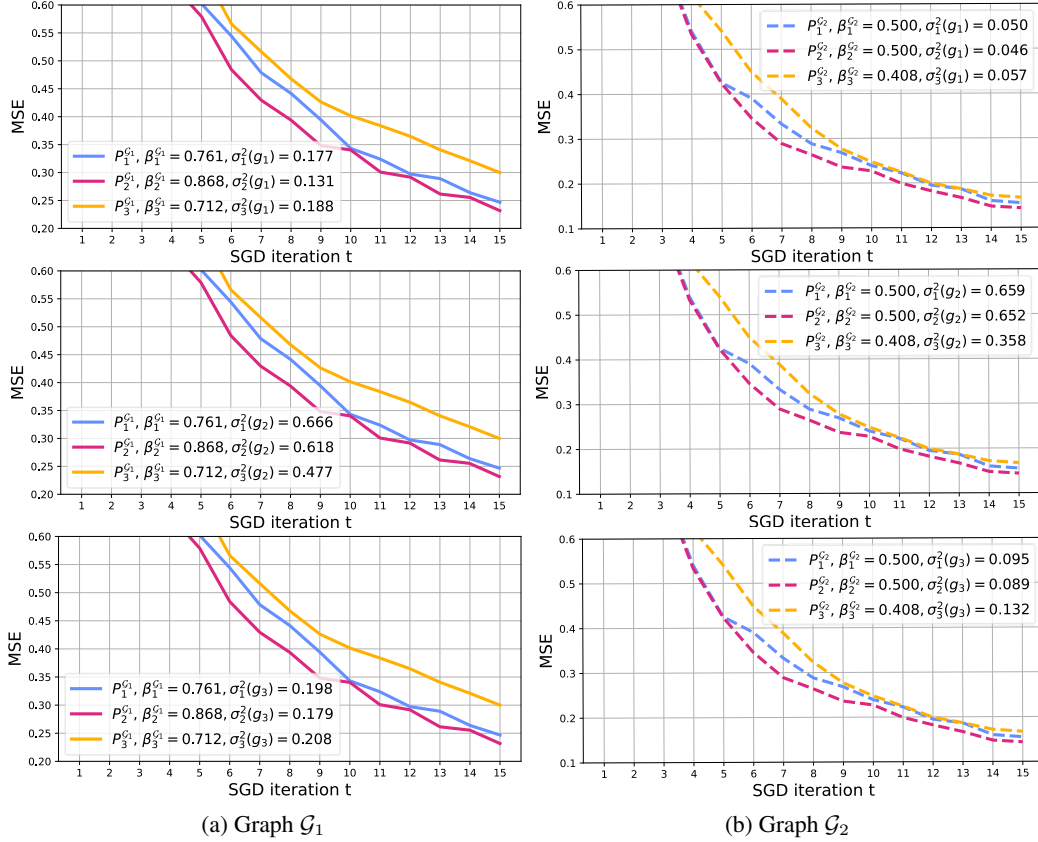 0.60
0.55
0.50
0.45
0.40
0.35
0.30
0.25
0.20
MSE
P₁^𝒢₁, β₁^𝒢₁ = 0.761, σ₁²(g₁) = 0.177
P₂^𝒢₁, β₂^𝒢₁ = 0.868, σ₂²(g₁) = 0.131
P₃^𝒢₁, β₃^𝒢₁ = 0.712, σ₃²(g₁) = 0.188
1 2 3 4 5 6 7 8 9 10 11 12 13 14 15
SGD iteration t
0.6
0.5
0.4
0.3
0.2
0.1
MSE
P₁^𝒢₂, β₁^𝒢₂ = 0.500, σ₁²(g₁) = 0.050
P₂^𝒢₂, β₂^𝒢₂ = 0.500, σ₂²(g₁) = 0.046
P₃^𝒢₂, β₃^𝒢₂ = 0.408, σ₃²(g₁) = 0.057
1 2 3 4 5 6 7 8 9 10 11 12 13 14 15
SGD iteration t
0.60
0.55
0.50
0.45
0.40
0.35
0.30
0.25
0.20
MSE
P₁^𝒢₁, β₁^𝒢₁ = 0.761, σ₁²(g₂) = 0.666
P₂^𝒢₁, β₂^𝒢₁ = 0.868, σ₂²(g₂) = 0.618
P₃^𝒢₁, β₃^𝒢₁ = 0.712, σ₃²(g₂) = 0.477
1 2 3 4 5 6 7 8 9 10 11 12 13 14 15
SGD iteration t
0.6
0.5
0.4
0.3
0.2
0.1
MSE
P₁^𝒢₂, β₁^𝒢₂ = 0.500, σ₁²(g₂) = 0.659
P₂^𝒢₂, β₂^𝒢₂ = 0.500, σ₂²(g₂) = 0.652
P₃^𝒢₂, β₃^𝒢₂ = 0.408, σ₃²(g₂) = 0.358
1 2 3 4 5 6 7 8 9 10 11 12 13 14 15
SGD iteration t
0.60
0.55
0.50
0.45
0.40
0.35
0.30
0.25
0.20
MSE
P₁^𝒢₁, β₁^𝒢₁ = 0.761, σ₁²(g₃) = 0.198
P₂^𝒢₁, β₂^𝒢₁ = 0.868, σ₂²(g₃) = 0.179
P₃^𝒢₁, β₃^𝒢₁ = 0.712, σ₃²(g₃) = 0.208
1 2 3 4 5 6 7 8 9 10 11 12 13 14 15
SGD iteration t
0.6
0.5
0.4
0.3
0.2
0.1
MSE
P₁^𝒢₂, β₁^𝒢₂ = 0.500, σ₁²(g₃) = 0.095
P₂^𝒢₂, β₂^𝒢₂ = 0.500, σ₂²(g₃) = 0.089
P₃^𝒢₂, β₃^𝒢₂ = 0.408, σ₃²(g₃) = 0.132
1 2 3 4 5 6 7 8 9 10 11 12 13 14 15
SGD iteration t
(a) Graph 𝒢₁
(b) Graph 𝒢₂